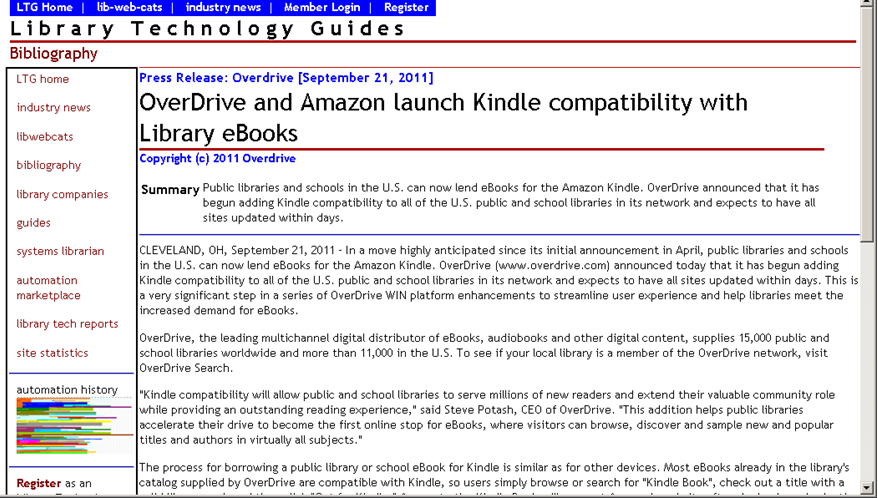 LTG Home | lib-web-cats | industry news | Member Login | Register
Library Technology Guides
Bibliography
LTG home
industry news
libwebcats
bibliography
library companies
guides
systems librarian
automation
marketplace
library tech reports
site statistics
automation history
Register as an
Press Release: Overdrive [September 21, 2011]
OverDrive and Amazon launch Kindle compatibility with
Library eBooks
Copyright (c) 2011 Overdrive
Summary Public libraries and schools in the U.S. can now lend eBooks for the Amazon Kindle. OverDrive announced that it has
begun adding Kindle compatibility to all of the U.S. public and school libraries in its network and expects to have all
sites updated within days.
CLEVELAND, OH, September 21, 2011 - In a move highly anticipated since its initial announcement in April, public libraries and schools
in the U.S. can now lend eBooks for the Amazon Kindle. OverDrive (www.overdrive.com) announced today that it has begun adding
Kindle compatibility to all of the U.S. public and school libraries in its network and expects to have all sites updated within days. This is
a very significant step in a series of OverDrive WIN platform enhancements to streamline user experience and help libraries meet the
increased demand for eBooks.
OverDrive, the leading multichannel digital distributor of eBooks, audiobooks and other digital content, supplies 15,000 public and
school libraries worldwide and more than 11,000 in the U.S. To see if your local library is a member of the OverDrive network, visit
OverDrive Search.
"Kindle compatibility will allow public and school libraries to serve millions of new readers and extend their valuable community role
while providing an outstanding reading experience," said Steve Potash, CEO of OverDrive. "This addition helps public libraries
accelerate their drive to become the first online stop for eBooks, where visitors can browse, discover and sample new and popular
titles and authors in virtually all subjects."
The process for borrowing a public library or school eBook for Kindle is similar as for other devices. Most eBooks already in the library's
catalog supplied by OverDrive are compatible with Kindle, so users simply browse or search for "Kindle Book", check out a title with a